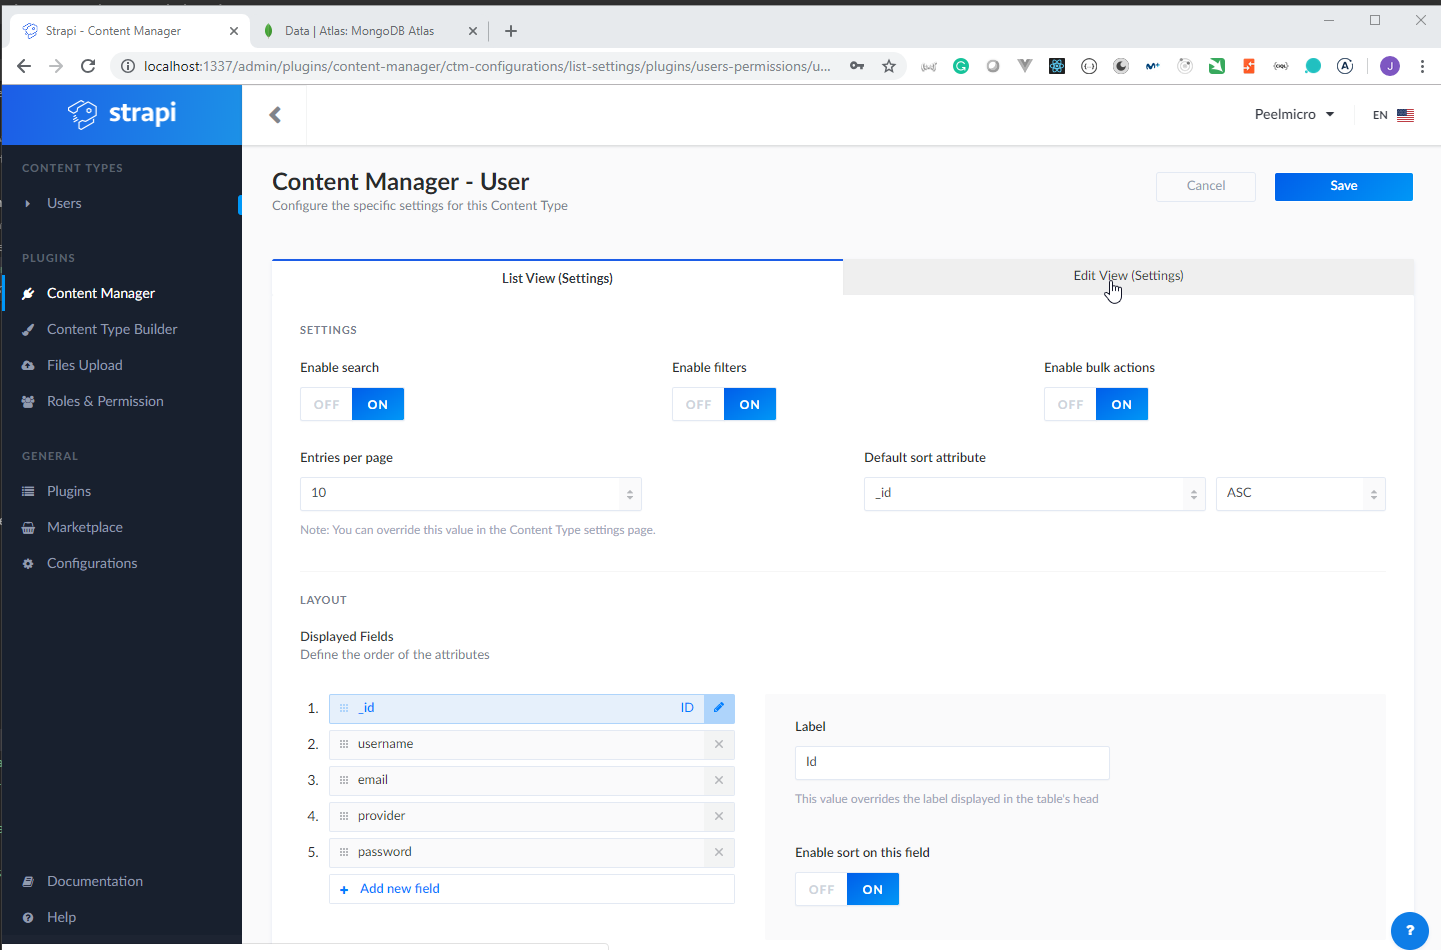 Strapi - Content Manager
Data | Atlas: MongoDB Atlas
localhost:1337/admin/plugins/content-manager/ctm-configurations/list-settings/plugins/users-permissions/u...
J
strapi
Peelmicro
EN
CONTENT TYPES
Users
PLUGINS
Content Manager
Content Type Builder
Files Upload
Roles & Permission
GENERAL
Plugins
Marketplace
Configurations
Documentation
Help
Content Manager - User
Configure the specific settings for this Content Type
Cancel
Save
List View (Settings)
Edit View (Settings)
SETTINGS
Enable search
Enable filters
Enable bulk actions
OFF ON
OFF ON
OFF ON
Entries per page
Default sort attribute
10
_id
ASC
Note: You can override this value in the Content Type settings page.
LAYOUT
Displayed Fields
Define the order of the attributes
1. _id ID
2. username
3. email
4. provider
5. password
+ Add new field
Label
Id
This value overrides the label displayed in the table's head
Enable sort on this field
OFF ON
?